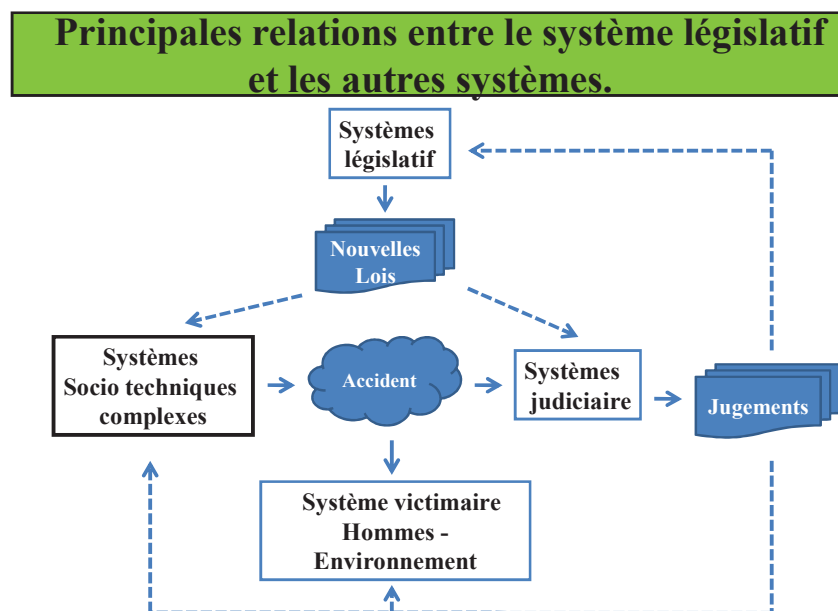 Principales relations entre le système législatif
et les autres systèmes.
Systèmes
législatif
Nouvelles
Lois
Systèmes
Socio techniques
complexes
Accident
Systèmes
judiciaire
Jugements
Système victimaire
Hommes -
Environnement